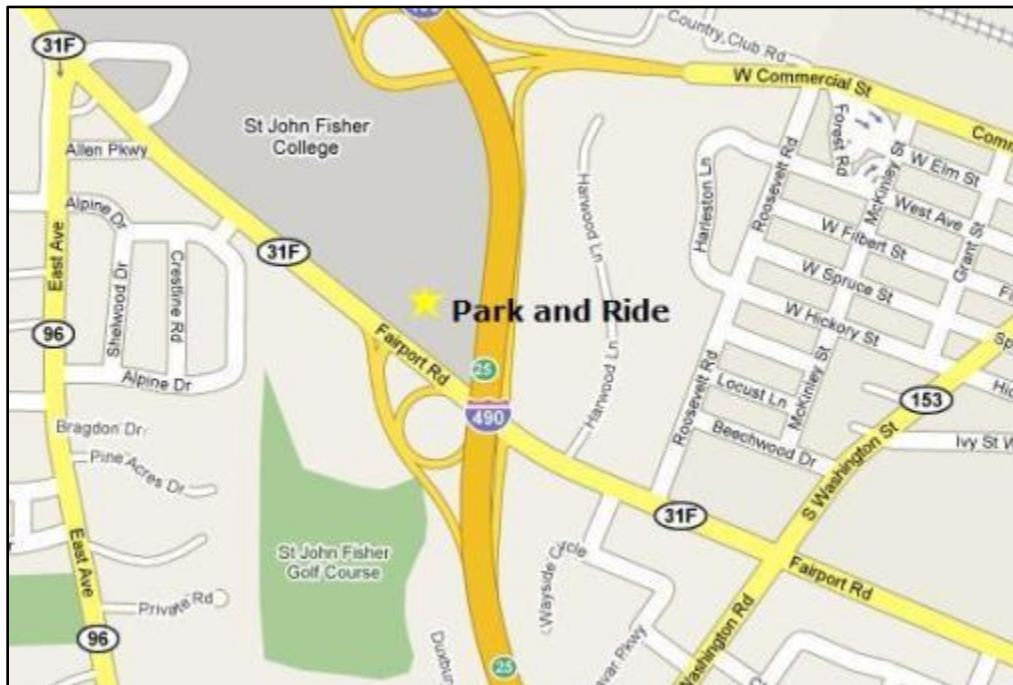 31F
Country Club Rd
W Commercial St
St John Fisher
College
Forest Rd
Allen Pkwy
W Elm St
McKinley St
Roosevelt Rd
Harwood Ln
Harleston Ln
West Ave
Alpine Dr
W Filbert St
Grant St
East Ave
31F
Shelwood Dr
Crestline Rd
W Spruce St
Park and Ride
96
W Hickory St
Fairport Rd
25
Alpine Dr
Harwood Ln
Locust Ln
McKinley St
153
490
Roosevelt Rd
Bragdon Dr
Beechwood Dr
Ivy St W
Pine Acres Dr
S Washington St
31F
East Ave
St John Fisher
Golf Course
Wayside Circle
Fairport Rd
Private Rd
96
Washington Rd
25